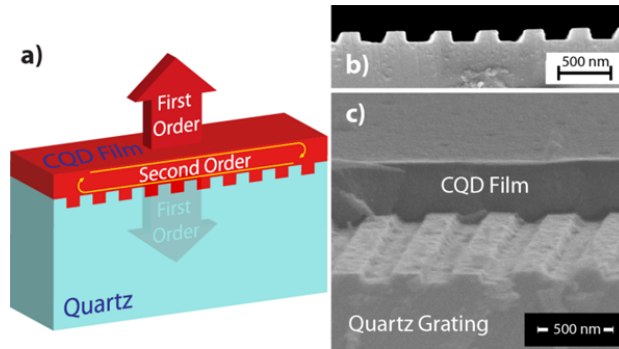 a)
First
Order
CQD Film
Second Order
First
Order
Quartz
b)
500 nm
c)
CQD Film
Quartz Grating
500 nm